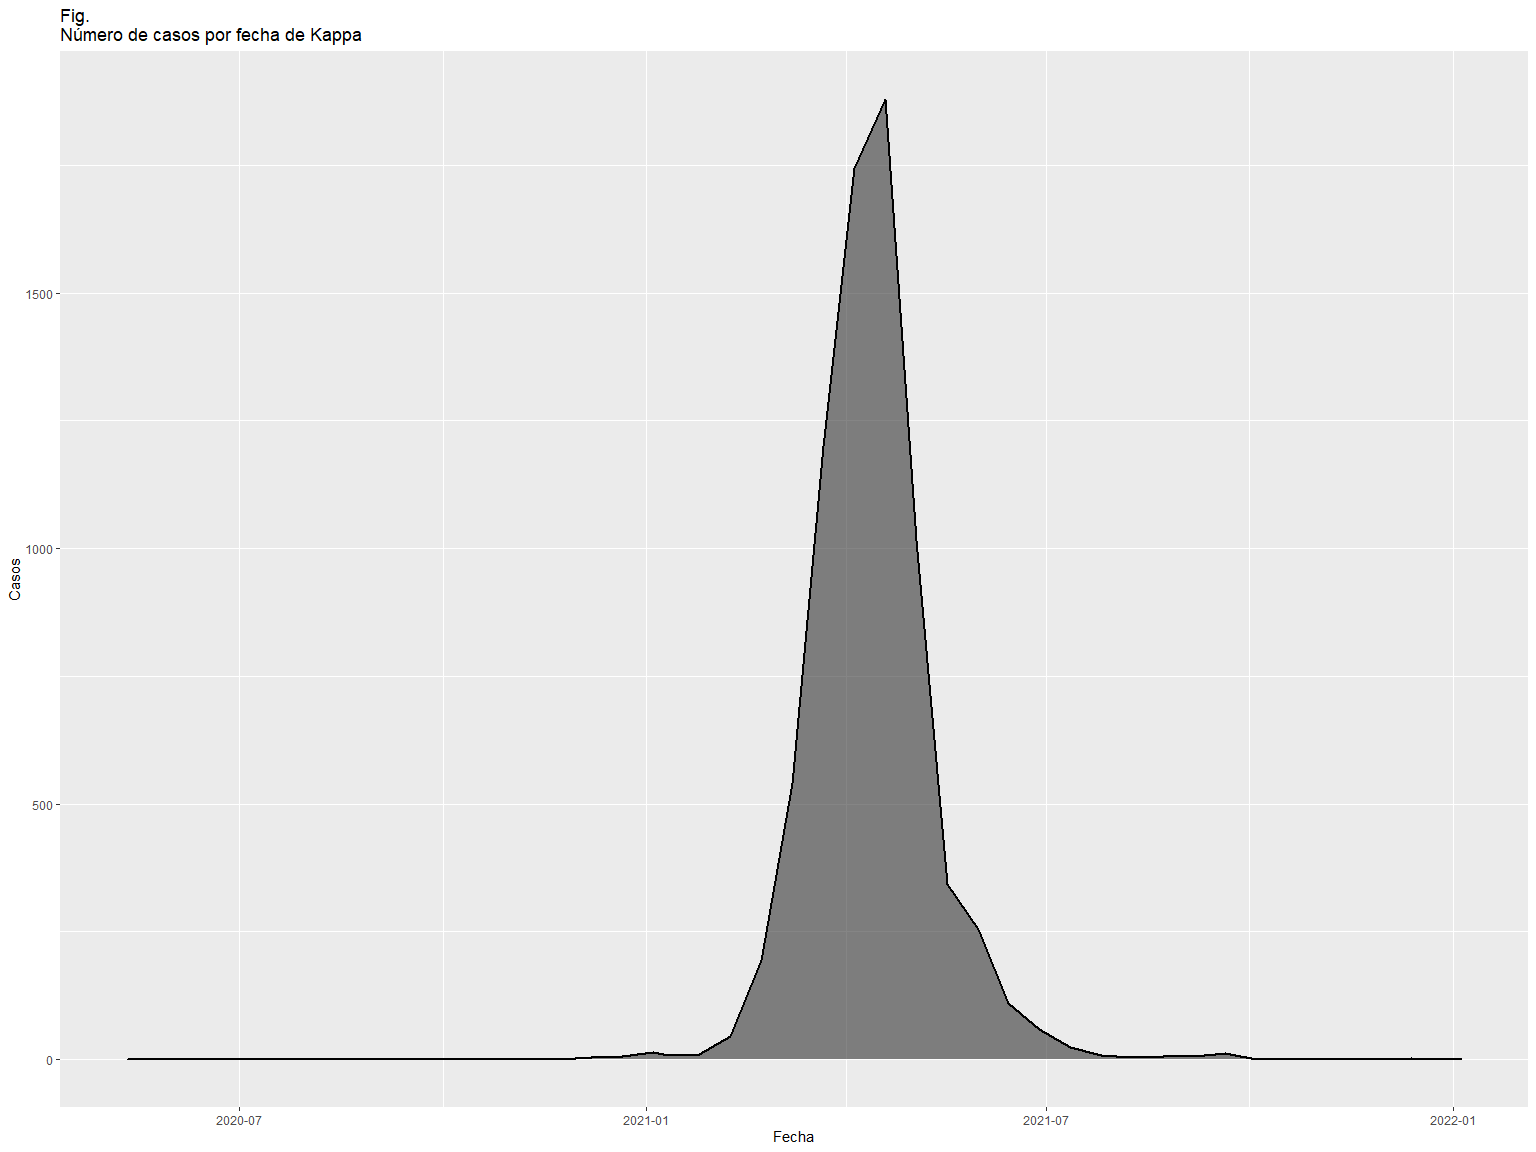 Fig.
Número de casos por fecha de Kappa
Casos
1500
1000
500
0
2020-07
2021-01
2021-07
2022-01
Fecha